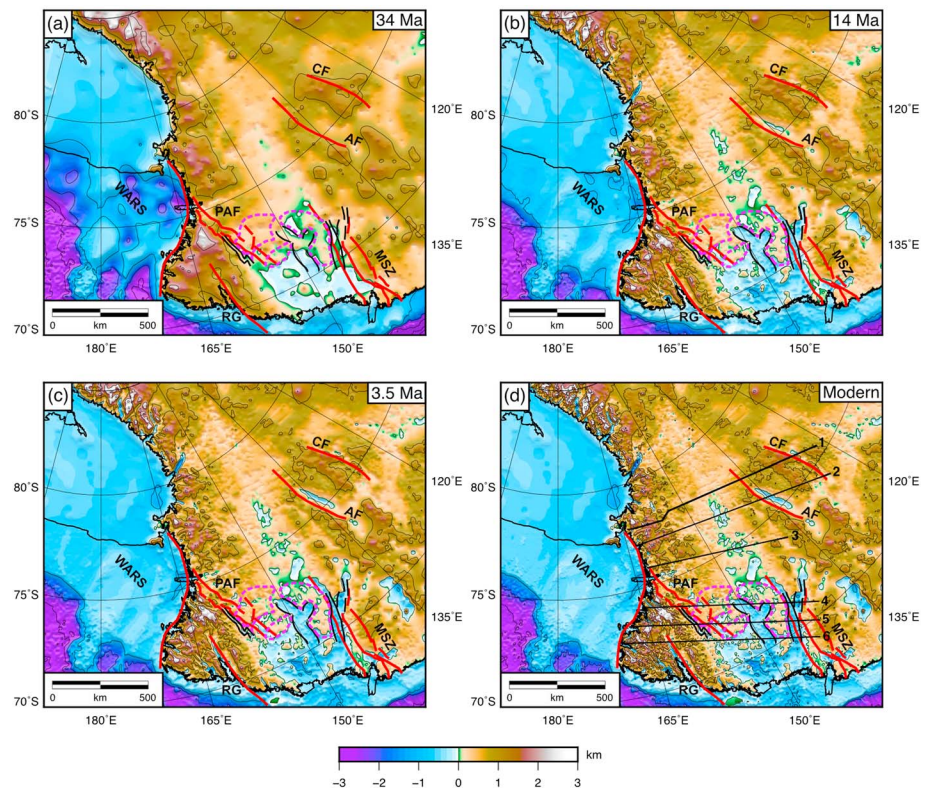 (a) 34 Ma
CF
80°S
120°E
AF
WARS
PAF
75°S
135°E
MSZ
0 km 500
RG
70°S
180°E 165°E 150°E
(b) 14 Ma
CF
80°S
120°E
AF
WARS
PAF
75°S
135°E
MSZ
0 km 500
RG
70°S
180°E 165°E 150°E
(c) 3.5 Ma
CF
80°S
120°E
AF
WARS
PAF
75°S
135°E
MSZ
0 km 500
RG
70°S
180°E 165°E 150°E
(d) Modern
1
CF
2
80°S
120°E
AF
3
WARS
PAF
75°S
4
135°E
5
MSZ
6
0 km 500
RG
70°S
180°E 165°E 150°E
km
−3 −2 −1 0 1 2 3